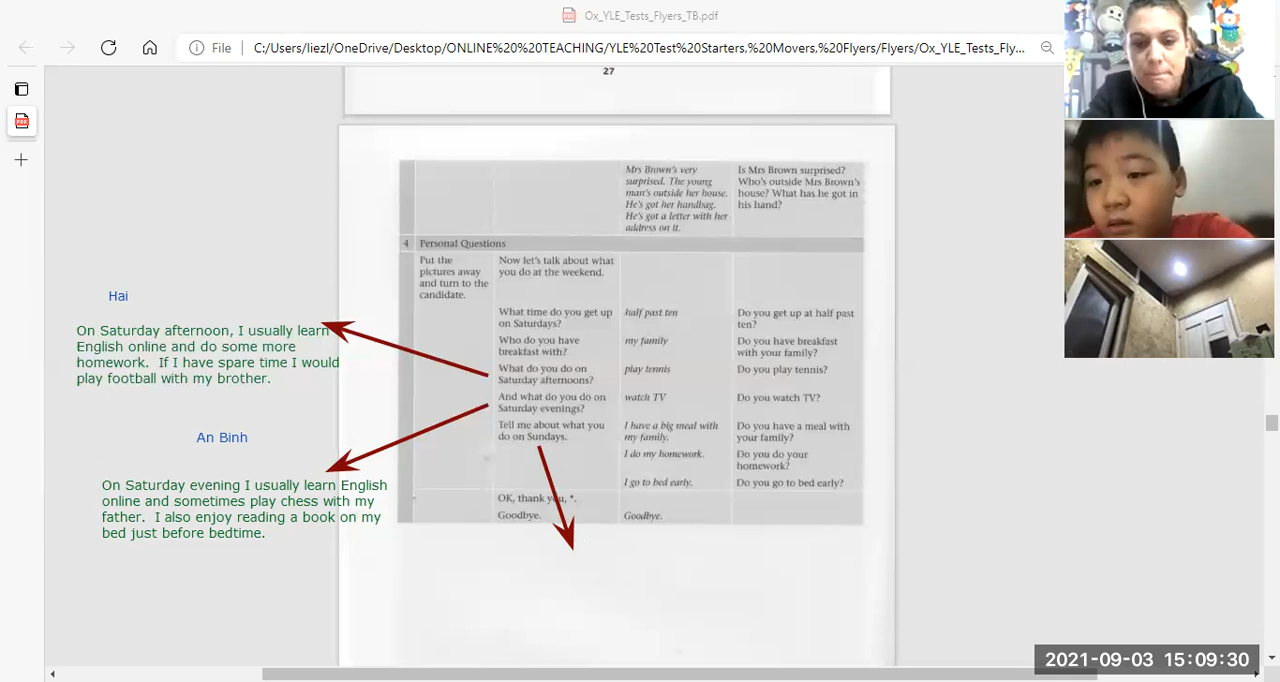 Ox_YLE_Tests_Flyers_TB.pdf
File C:/Users/liezl/OneDrive/Desktop/ONLINE%20%20TEACHING/YLE%20Test%20Starters,%20Movers,%20Flyers/Flyers/Ox_YLE_Tests_Fly...
27
Mrs Brown's very
surprised. The young
man's outside her house.
He's got her handbag.
He's got a letter with her
address on it.
Is Mrs Brown surprised?
Who's outside Mrs Brown's
house? What has he got in
his hand?
4 Personal Questions
Put the
pictures away
and turn to the
candidate.
Now let's talk about what
you do at the weekend.
What time do you get up
on Saturdays?
half past ten
Do you get up at half past
ten?
Who do you have
breakfast with?
my family
Do you have breakfast
with your family?
What do you do on
Saturday afternoons?
play tennis
Do you play tennis?
And what do you do on
Saturday evenings?
watch TV
Do you watch TV?
Tell me about what you
do on Sundays.
I have a big meal with
my family.
Do you have a meal with
your family?
I do my homework.
Do you do your
homework?
I go to bed early.
Do you go to bed early?
OK, thank you, *.
Goodbye.
Goodbye.
Hai
On Saturday afternoon, I usually learn
English online and do some more
homework. If I have spare time I would
play football with my brother.
An Binh
On Saturday evening I usually learn English
online and sometimes play chess with my
father. I also enjoy reading a book on my
bed just before bedtime.
2021-09-03 15:09:30